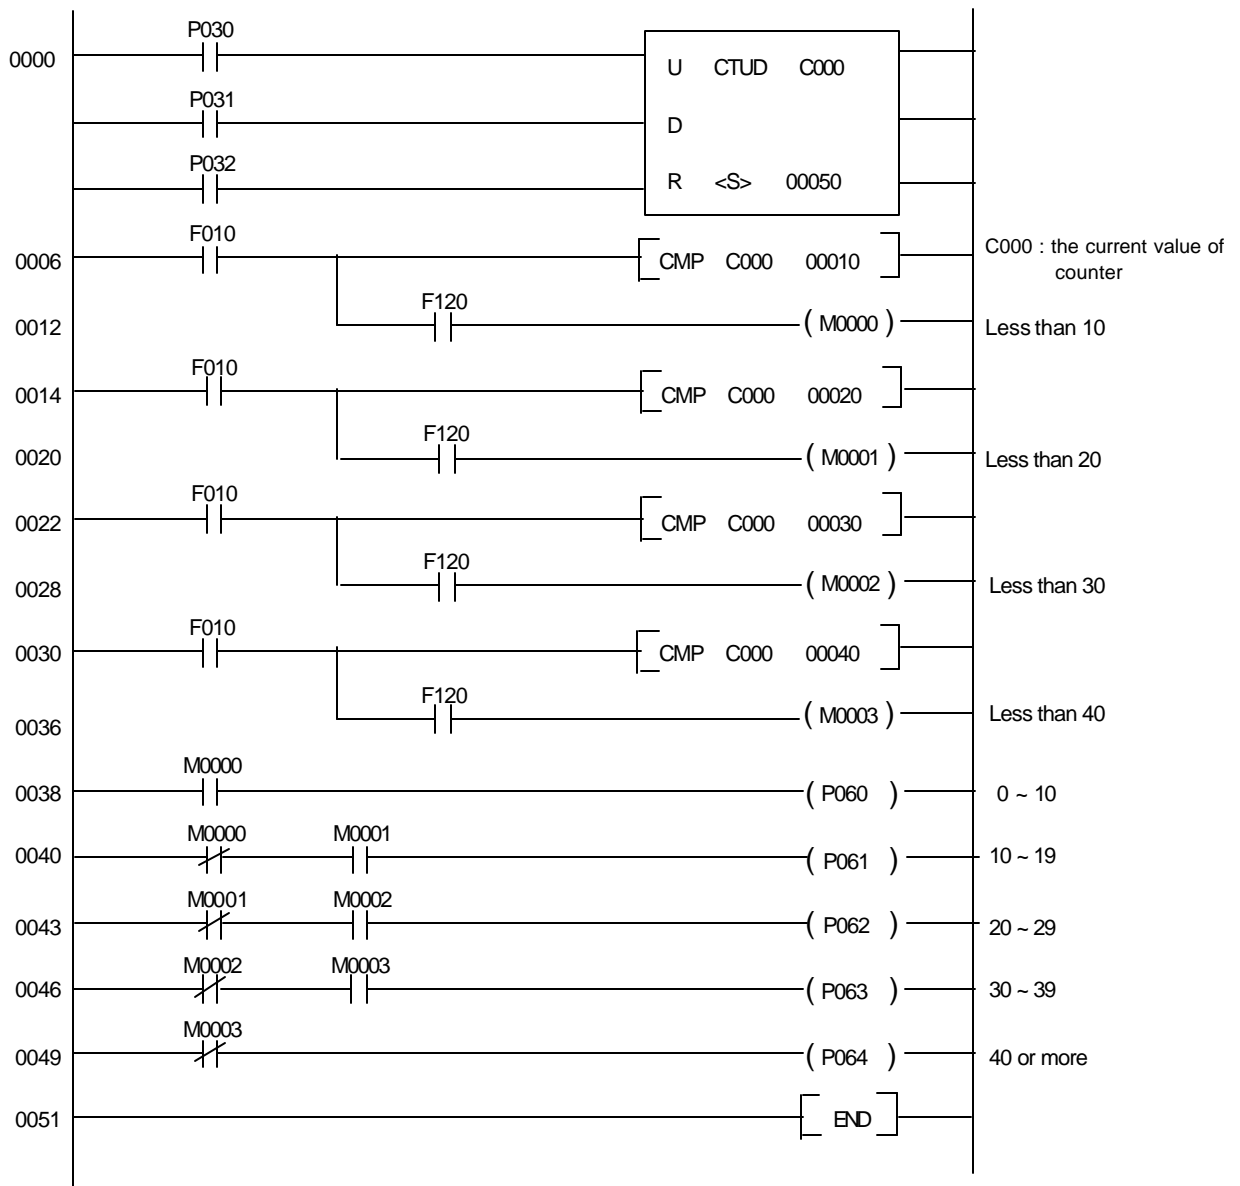 P030
0000
U CTUD C000
P031
D
P032
R <S> 00050
F010
0006
CMP C000 00010
C000 : the current value of
counter
F120
0012
( M0000 )
Less than 10
F010
0014
CMP C000 00020
F120
0020
( M0001 )
Less than 20
F010
0022
CMP C000 00030
F120
0028
( M0002 )
Less than 30
F010
0030
CMP C000 00040
F120
0036
( M0003 )
Less than 40
M0000
0038
( P060 )
0 ~ 10
M0000 M0001
0040
( P061 )
10 ~ 19
M0001 M0002
0043
( P062 )
20 ~ 29
M0002 M0003
0046
( P063 )
30 ~ 39
M0003
0049
( P064 )
40 or more
0051
END